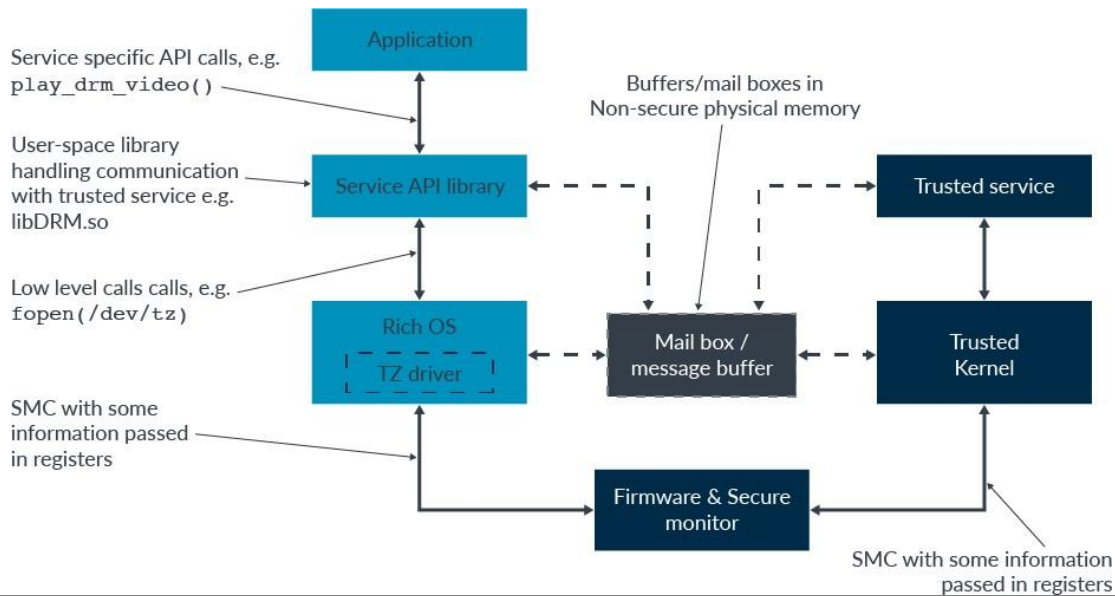 Application
Service specific API calls, e.g.
play_drm_video()
Buffers/mail boxes in
Non-secure physical memory
User-space library
handling communication
with trusted service e.g.
libDRM.so
Service API library
Trusted service
Low level calls calls, e.g.
fopen(/dev/tz)
Rich OS
TZ driver
Mail box /
message buffer
Trusted
Kernel
SMC with some
information passed
in registers
Firmware & Secure
monitor
SMC with some information
passed in registers